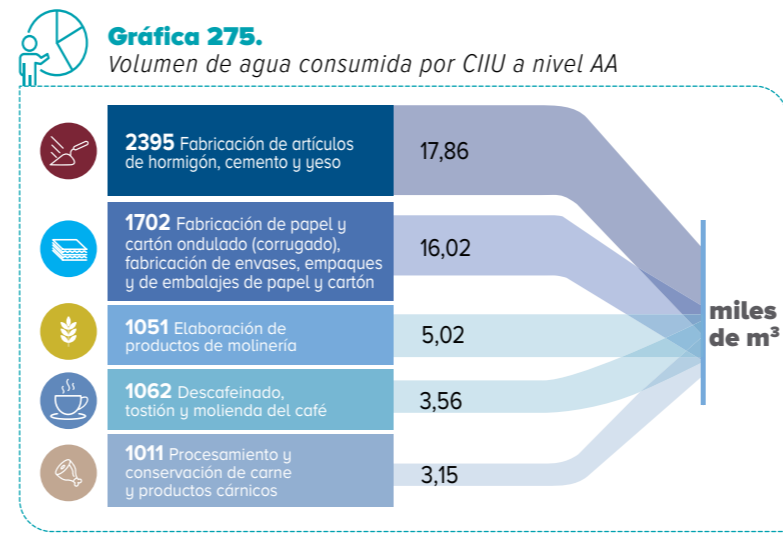 Gráfica 275.
Volumen de agua consumida por CIIU a nivel AA
2395 Fabricación de artículos
de hormigón, cemento y yeso
17,86
1702 Fabricación de papel y
cartón ondulado (corrugado),
fabricación de envases, empaques
y de embalajes de papel y cartón
16,02
1051 Elaboración de
productos de molinería
5,02
1062 Descafeinado,
tostión y molienda del café
3,56
1011 Procesamiento y
conservación de carne
y productos cárnicos
3,15
miles
de m³